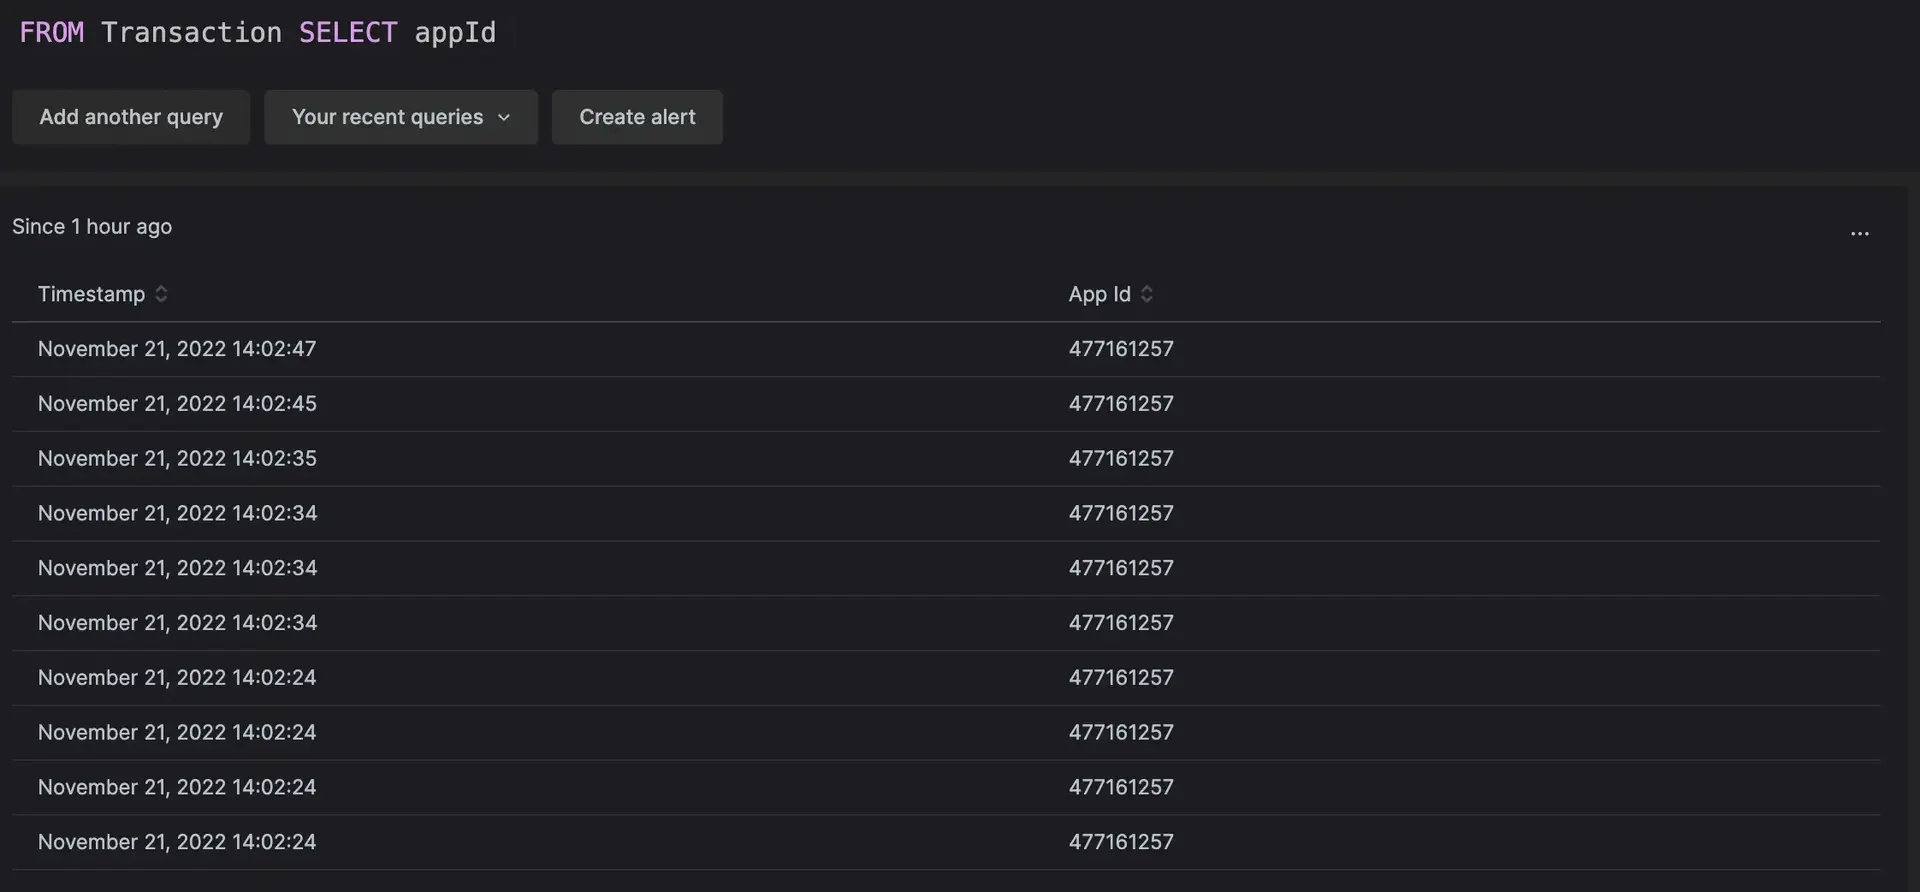 FROM Transaction SELECT appId
Add another query Your recent queries Create alert
Since 1 hour ago
Timestamp App Id
November 21, 2022 14:02:47 477161257
November 21, 2022 14:02:45 477161257
November 21, 2022 14:02:35 477161257
November 21, 2022 14:02:34 477161257
November 21, 2022 14:02:34 477161257
November 21, 2022 14:02:34 477161257
November 21, 2022 14:02:24 477161257
November 21, 2022 14:02:24 477161257
November 21, 2022 14:02:24 477161257
November 21, 2022 14:02:24 477161257